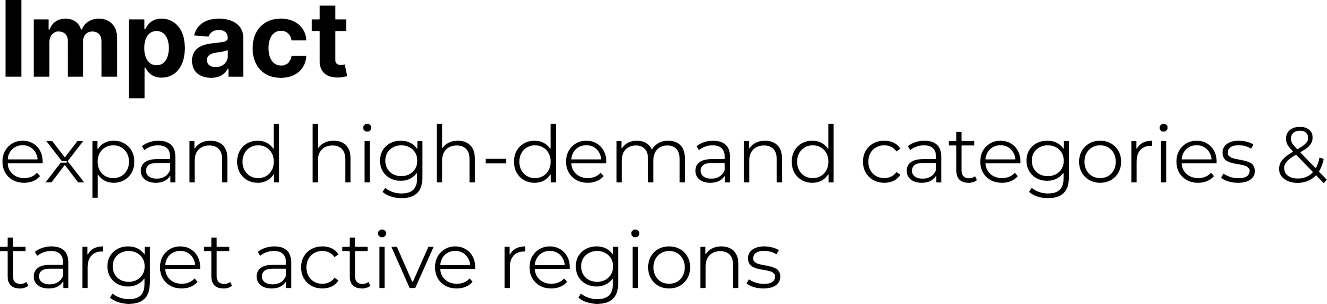 Impact
expand high-demand categories &
target active regions